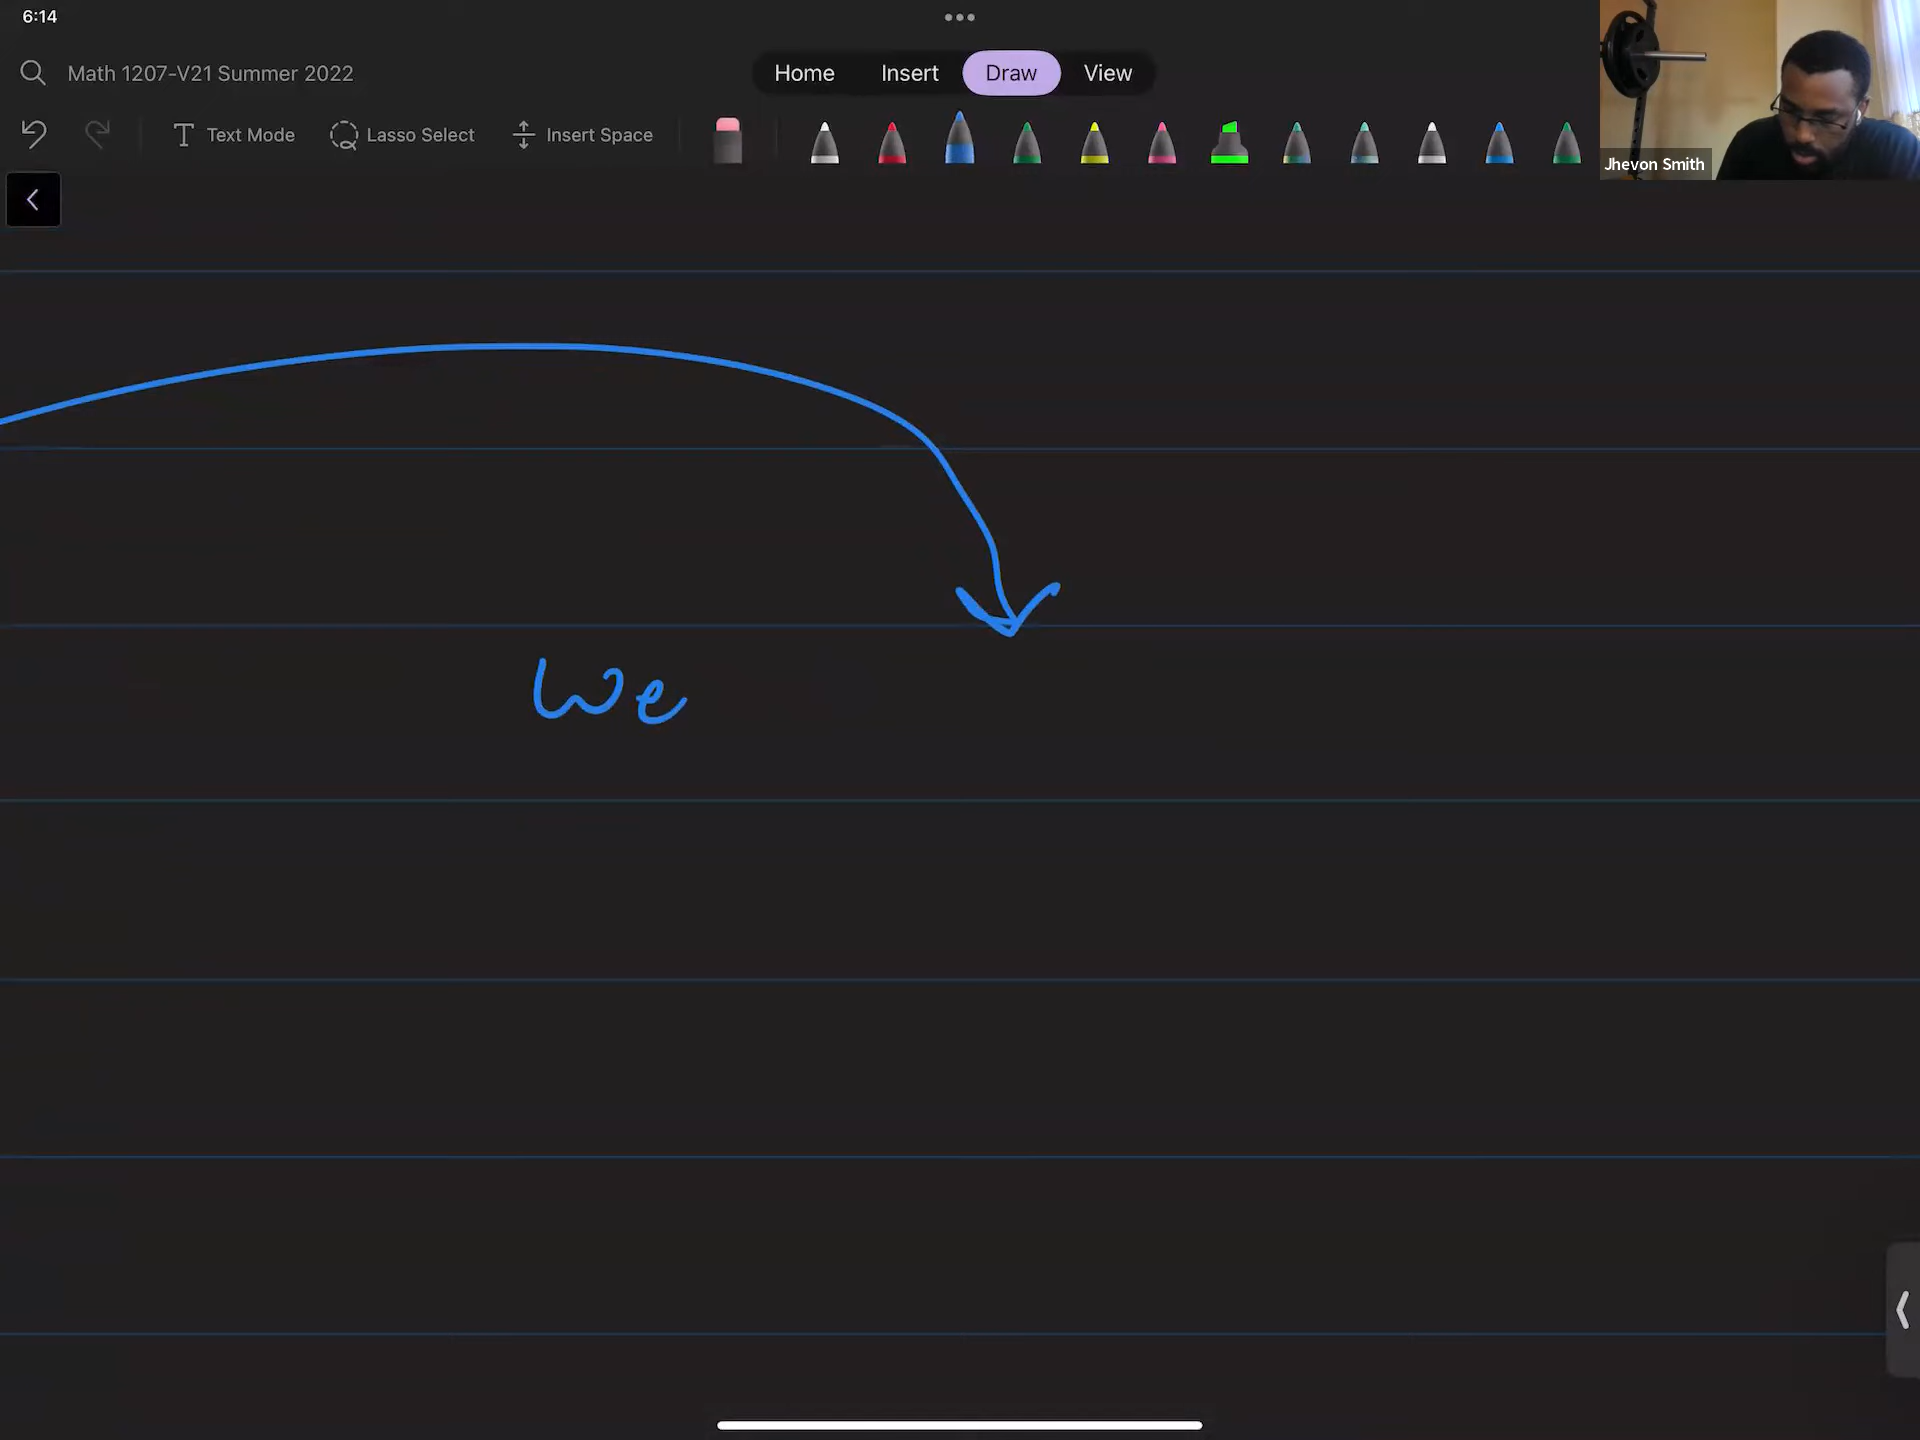 6:14
Math 1207-V21 Summer 2022
Home Insert Draw View
Text Mode Lasso Select Insert Space
Jhevon Smith
We